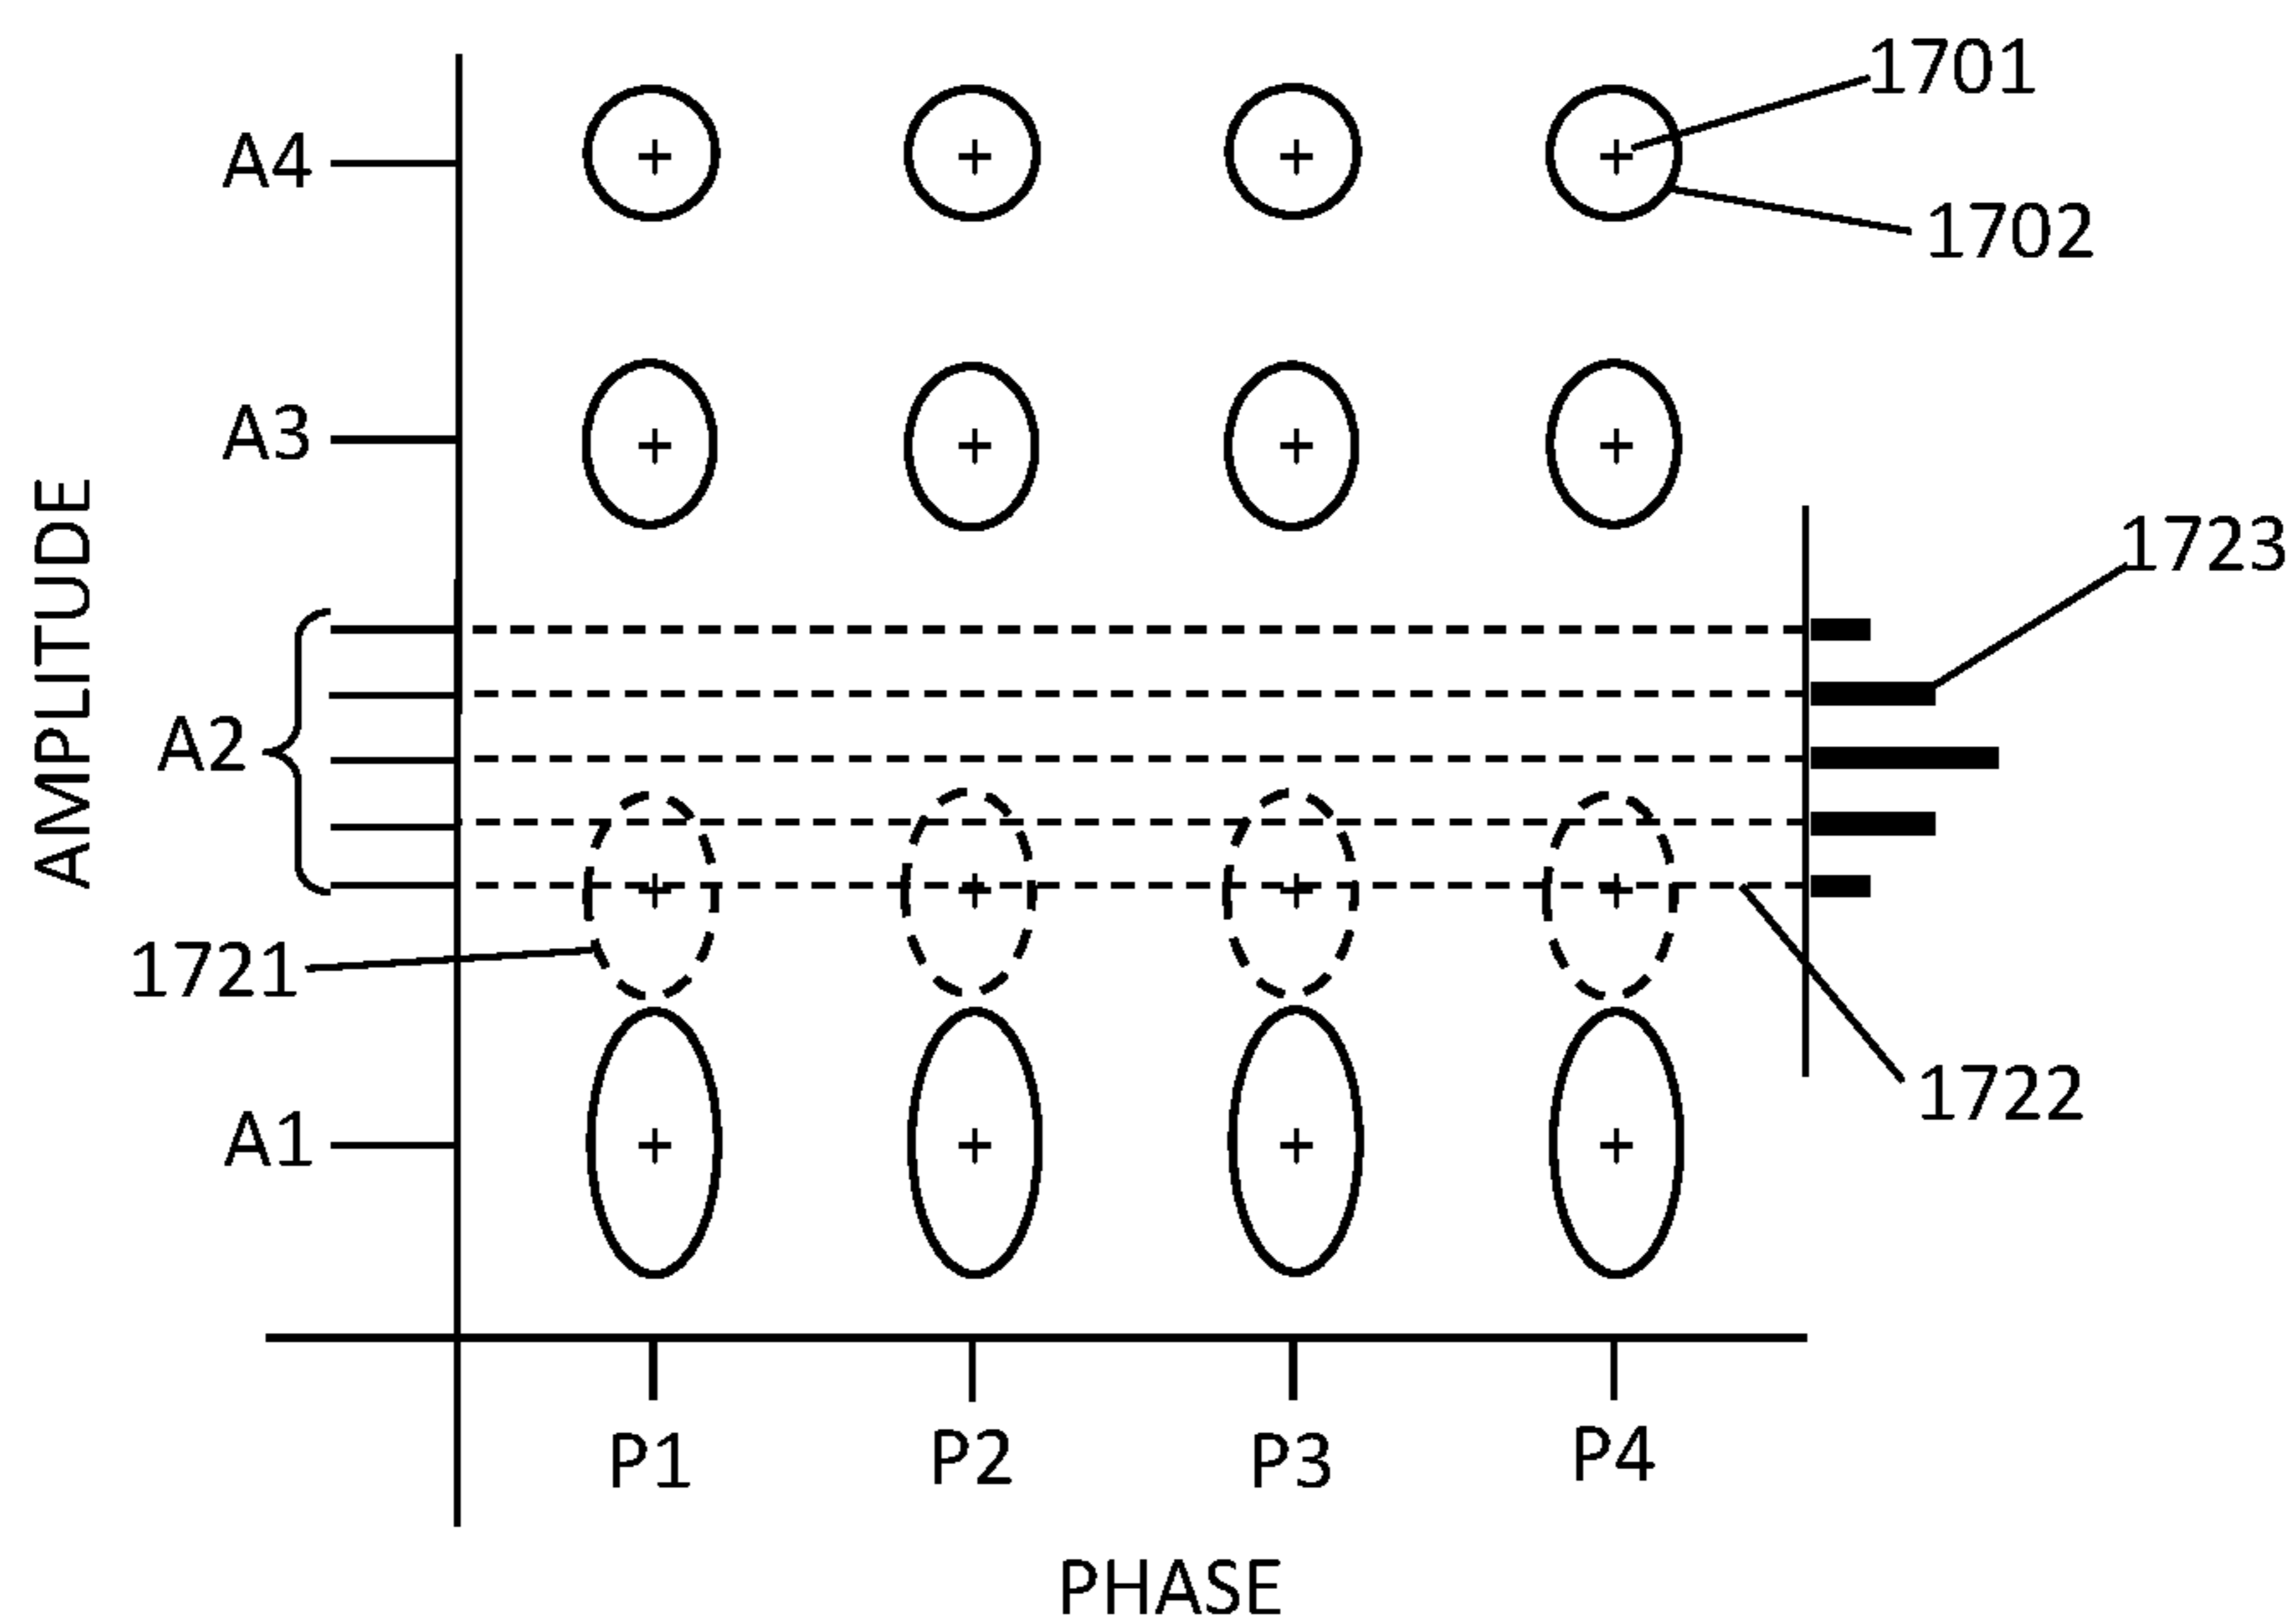 1701
A4
1702
A3
1723
AMPLITUDE
A2
1721
1722
A1
P1 P2 P3 P4
PHASE